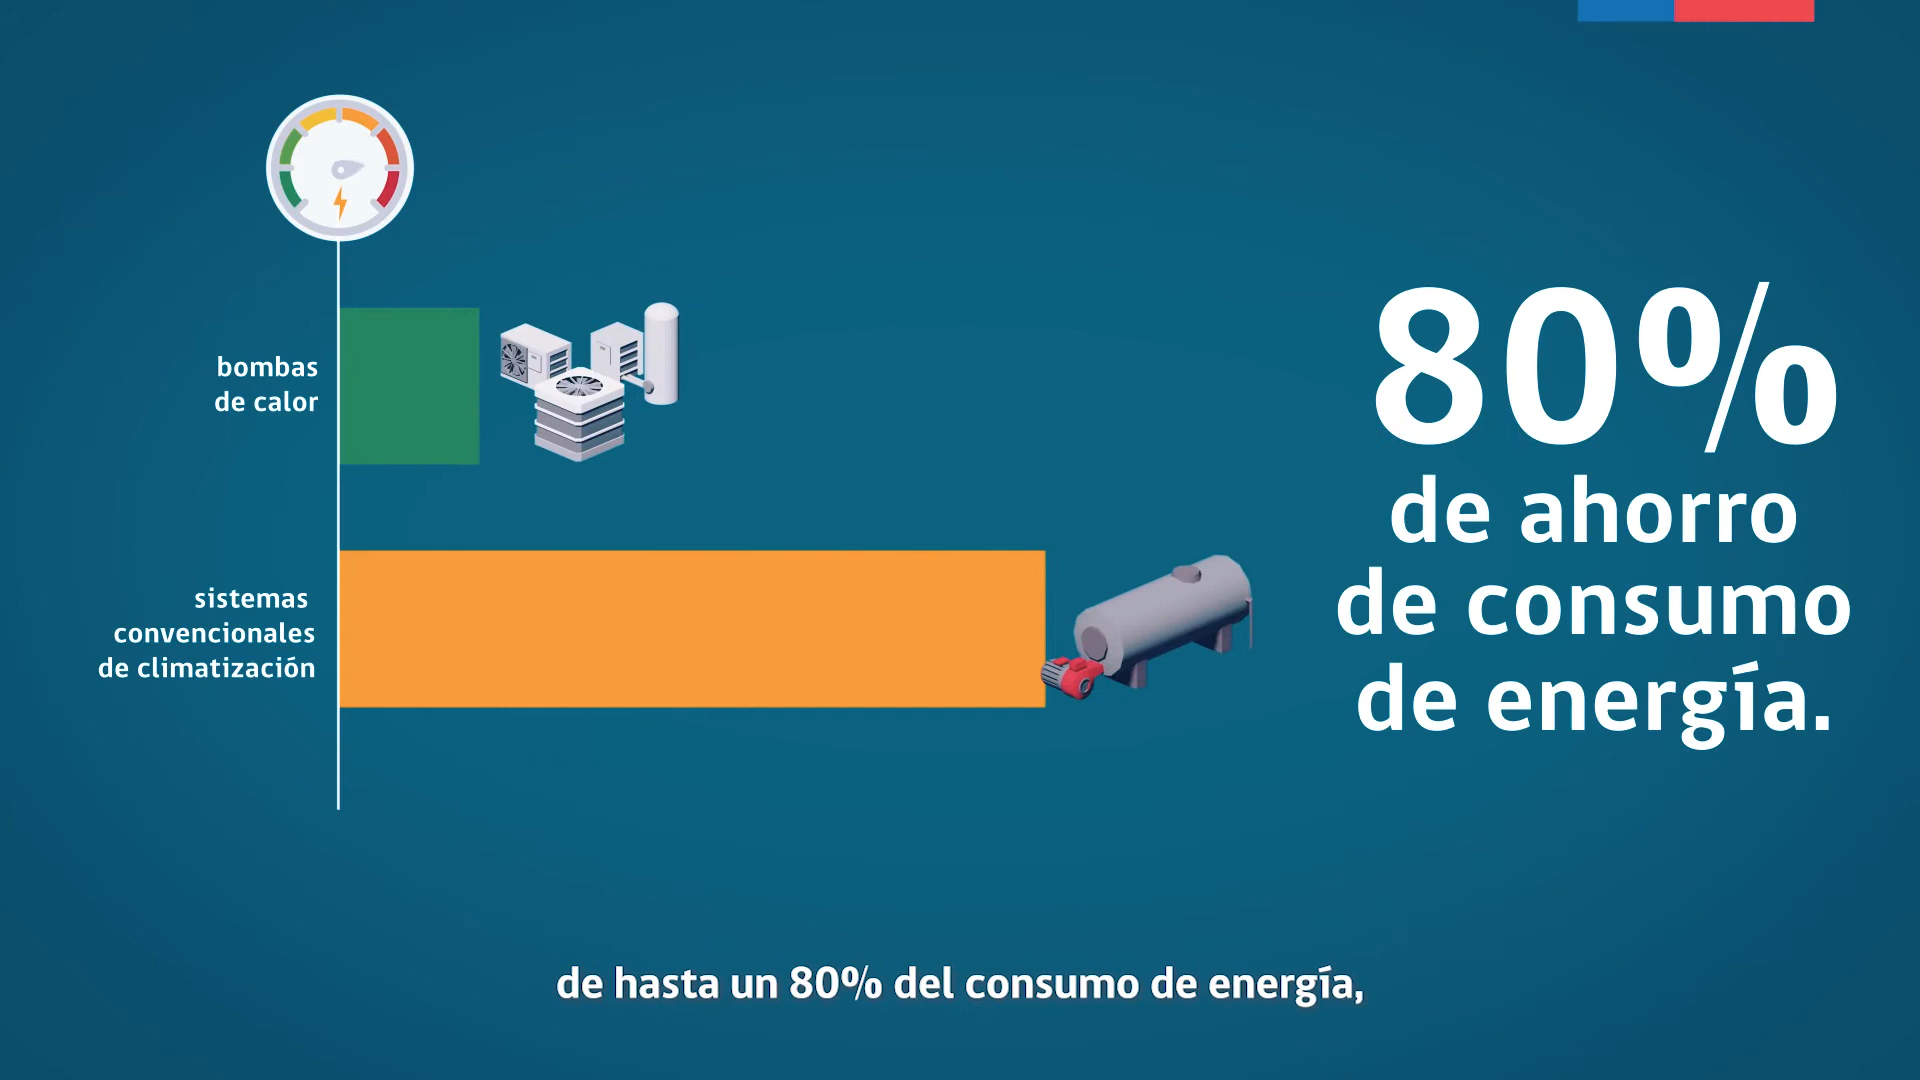 bombas
de calor
sistemas
convencionales
de climatización
80%
de ahorro
de consumo
de energía.
de hasta un 80% del consumo de energía,